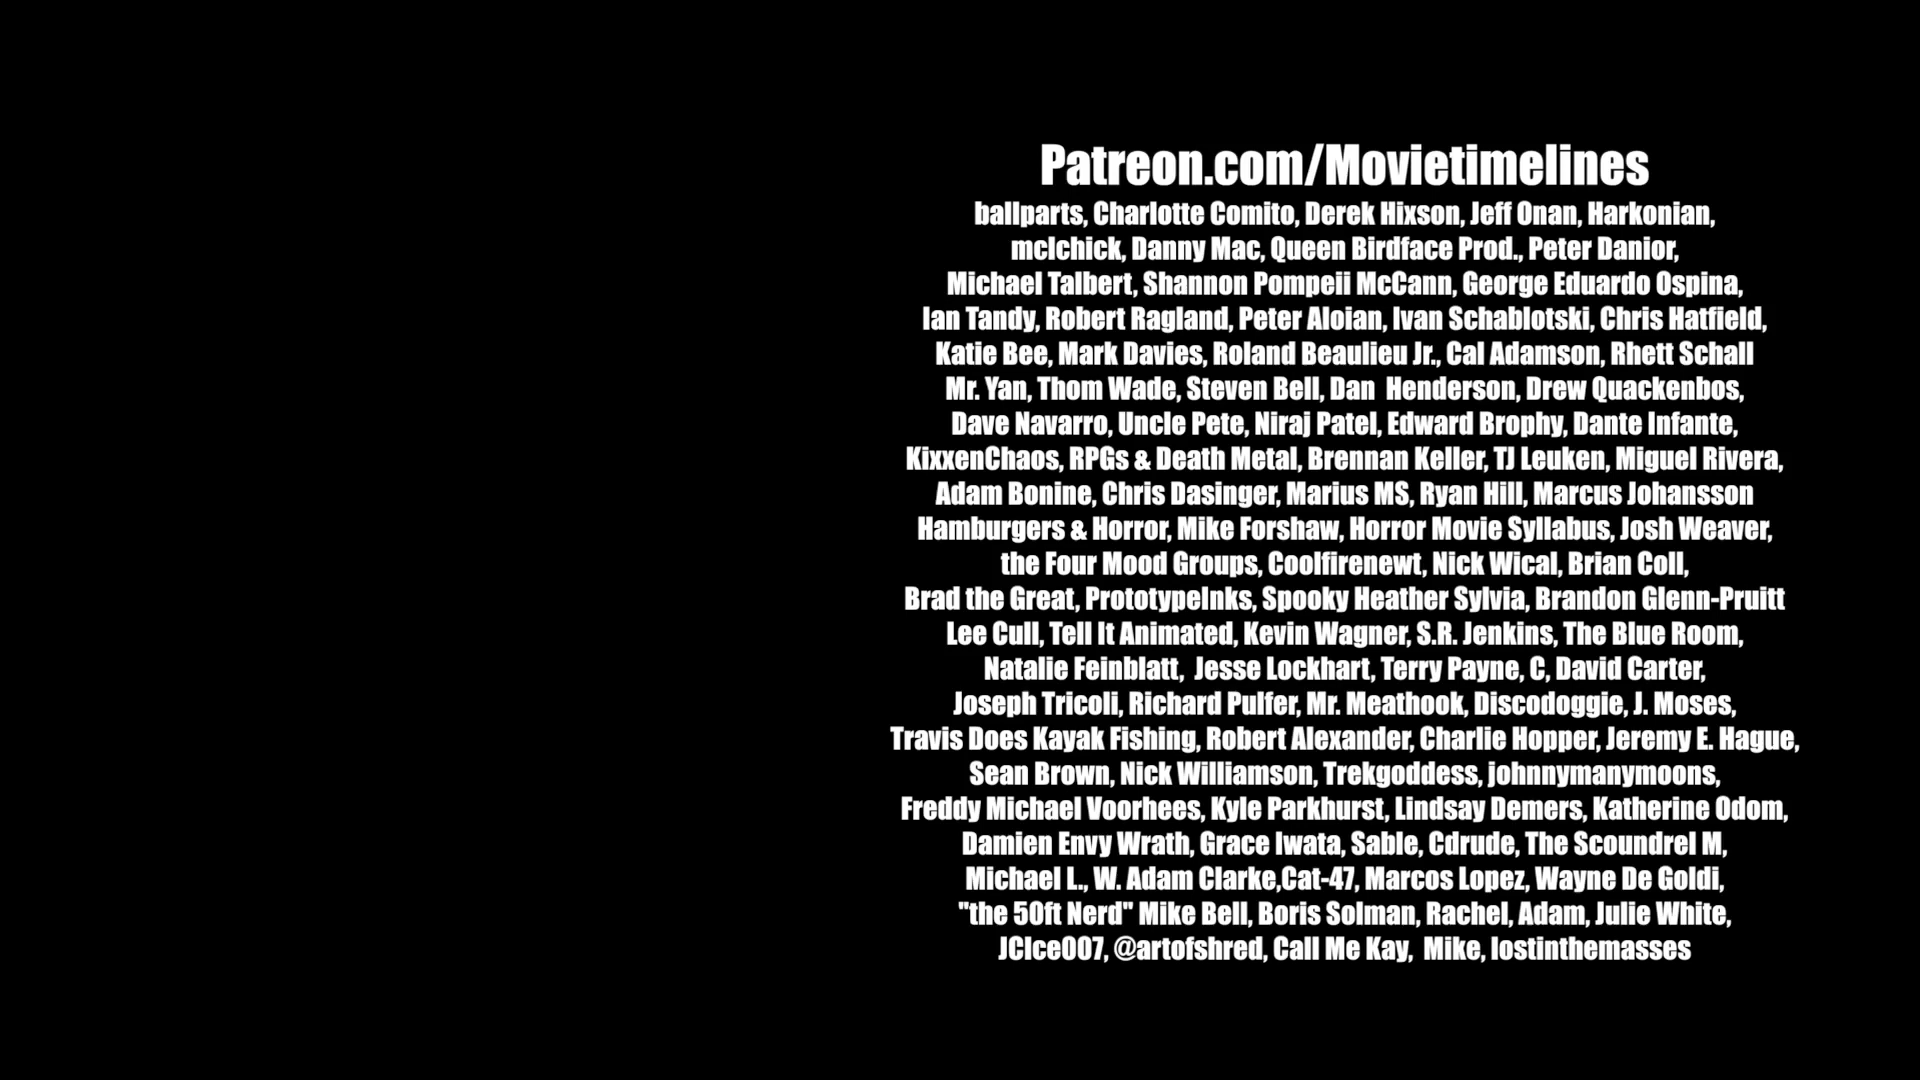 Patreon.com/Movietimelines
ballparts, Charlotte Comito, Derek Hixson, Jeff Onan, Harkonian,
mclchick, Danny Mac, Queen Birdface Prod., Peter Danior,
Michael Talbert, Shannon Pompeii McCann, George Eduardo Ospina,
Ian Tandy, Robert Ragland, Peter Aloian, Ivan Schablotski, Chris Hatfield,
Katie Bee, Mark Davies, Roland Beaulieu Jr., Cal Adamson, Rhett Schall
Mr. Yan, Thom Wade, Steven Bell, Dan  Henderson, Drew Quackenbos,
Dave Navarro, Uncle Pete, Niraj Patel, Edward Brophy, Dante Infante,
KixxenChaos, RPGs & Death Metal, Brennan Keller, TJ Leuken, Miguel Rivera,
Adam Bonine, Chris Dasinger, Marius MS, Ryan Hill, Marcus Johansson
Hamburgers & Horror, Mike Forshaw, Horror Movie Syllabus, Josh Weaver,
the Four Mood Groups, Coolfirenewt, Nick Wical, Brian Coll,
Brad the Great, PrototypeInks, Spooky Heather Sylvia, Brandon Glenn-Pruitt
Lee Cull, Tell It Animated, Kevin Wagner, S.R. Jenkins, The Blue Room,
Natalie Feinblatt,  Jesse Lockhart, Terry Payne, C, David Carter,
Joseph Tricoli, Richard Pulfer, Mr. Meathook, Discodoggie, J. Moses,
Travis Does Kayak Fishing, Robert Alexander, Charlie Hopper, Jeremy E. Hague,
Sean Brown, Nick Williamson, Trekgoddess, johnnymanymoons,
Freddy Michael Voorhees, Kyle Parkhurst, Lindsay Demers, Katherine Odom,
Damien Envy Wrath, Grace Iwata, Sable, Cdrude, The Scoundrel M,
Michael L., W. Adam Clarke,Cat-47, Marcos Lopez, Wayne De Goldi,
"the 50ft Nerd" Mike Bell, Boris Solman, Rachel, Adam, Julie White,
JCIce007, @artofshred, Call Me Kay,  Mike, lostinthemasses